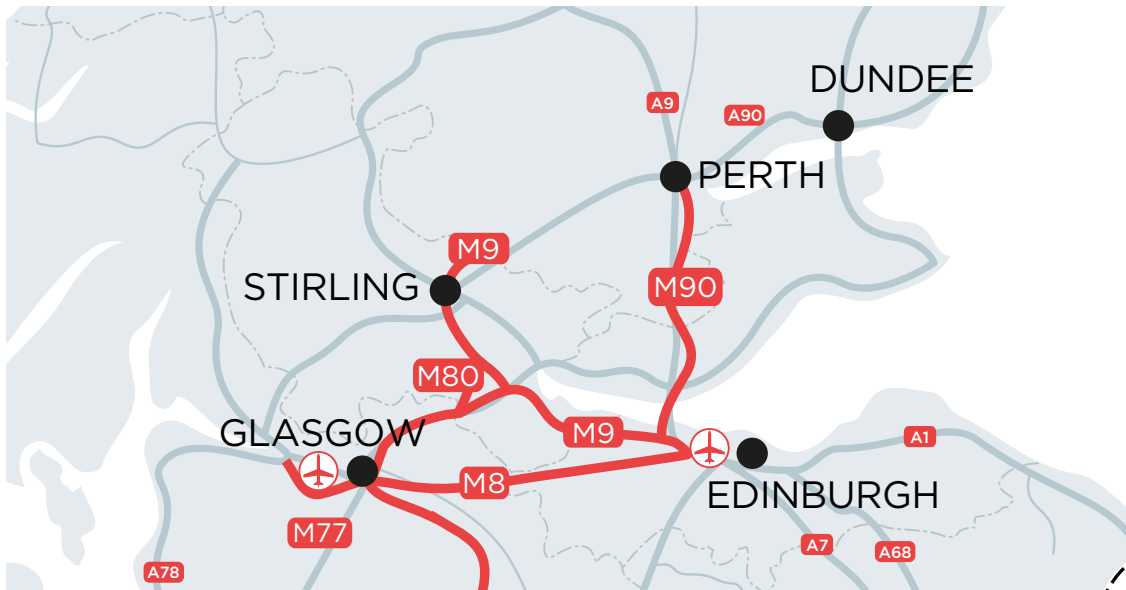 DUNDEE
A9
A90
PERTH
M9
STIRLING
M90
M80
GLASGOW
M9
A1
M8
EDINBURGH
M77
A7
A68
A78